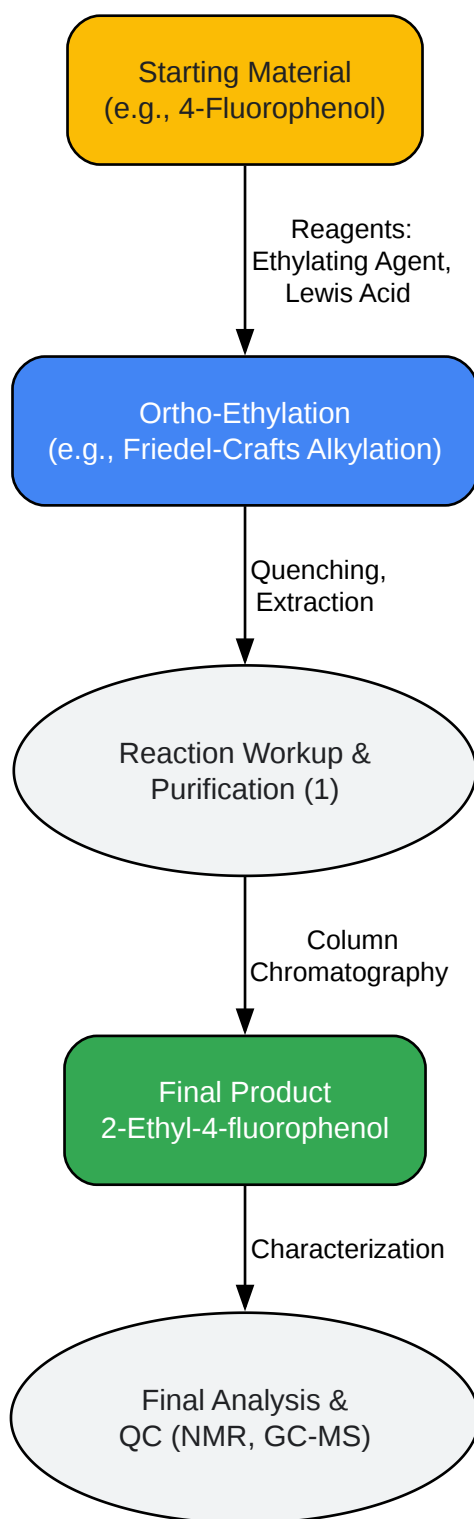 Starting Material
(e.g., 4-Fluorophenol)
Reagents:
Ethylating Agent,
Lewis Acid
Ortho-Ethylation
(e.g., Friedel-Crafts Alkylation)
Quenching,
Extraction
Reaction Workup &
Purification (1)
Column
Chromatography
Final Product
2-Ethyl-4-fluorophenol
Characterization
Final Analysis &
QC (NMR, GC-MS)